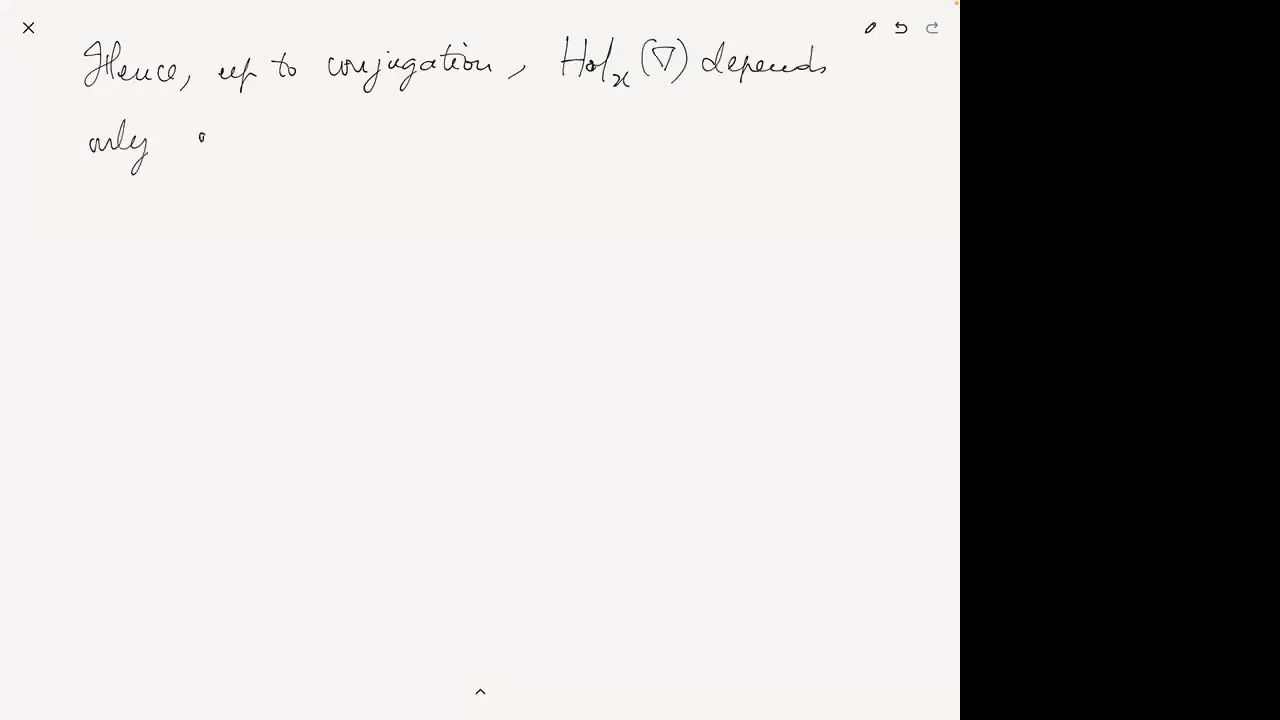 Hence, up to conjugation, Hol_x(∇) depends
only o